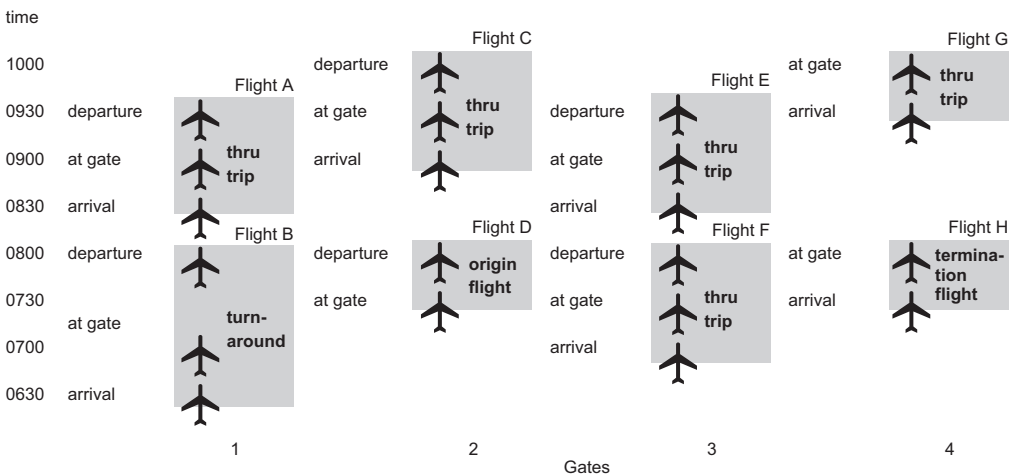 time
Flight C
Flight G
1000 departure at gate
thru
trip
thru
trip
Flight A
Flight E
0930 departure at gate departure arrival
thru
trip
thru
trip
0900 at gate arrival at gate
0830 arrival arrival
Flight B
Flight D
Flight F
Flight H
0800 departure departure departure at gate
origin
flight
termina-
tion
flight
0730 at gate at gate arrival
at gate
turn-
around
thru
trip
0700 arrival
0630 arrival
1 2 3 4
Gates